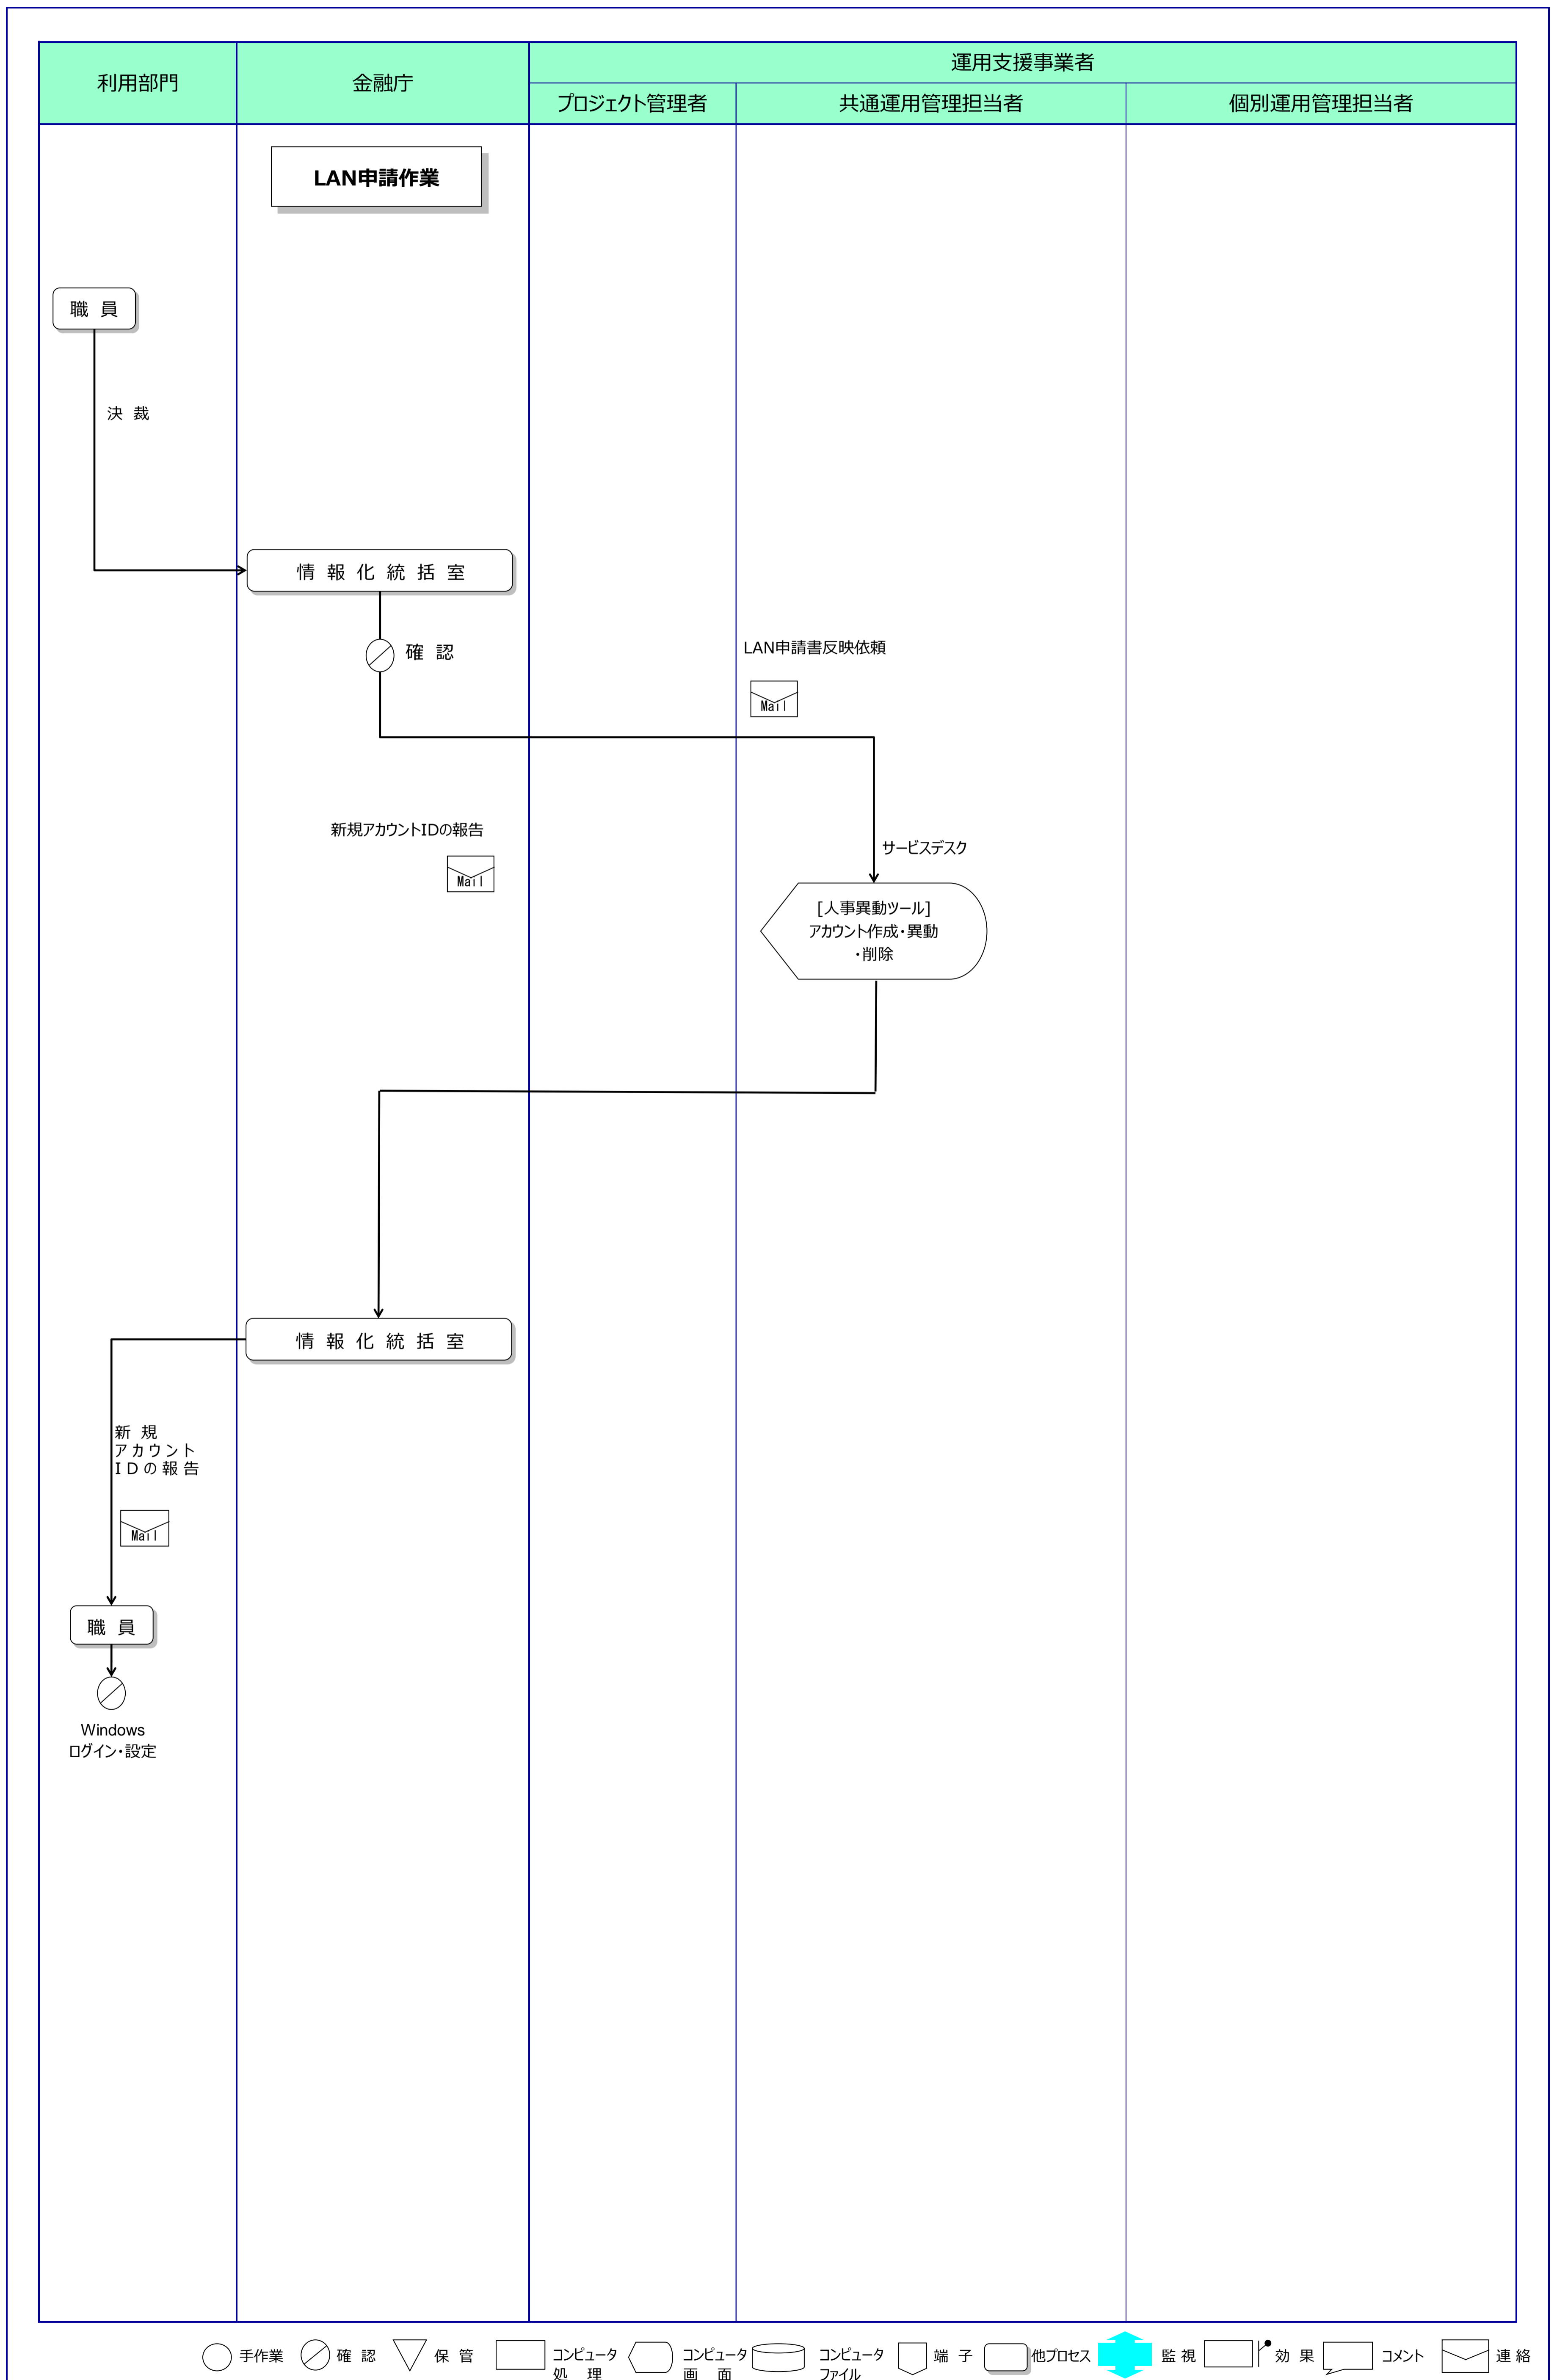 利用部門
金融庁
運用支援事業者
プロジェクト管理者
共通運用管理担当者
個別運用管理担当者
LAN申請作業
職 員
決 裁
情 報 化 統 括 室
確 認
LAN申請書反映依頼
Mail
新規アカウントIDの報告
Mail
サービスデスク
[人事異動ツール]
アカウント作成・異動
・削除
情 報 化 統 括 室
新 規
アカウント
IDの報告
Mail
職 員
Windows
ログイン・設定
手作業
確 認
保 管
コンピュータ
処 理
コンピュータ
画 面
コンピュータ
ファイル
端 子
他プロセス
監 視
効 果
コメント
連 絡